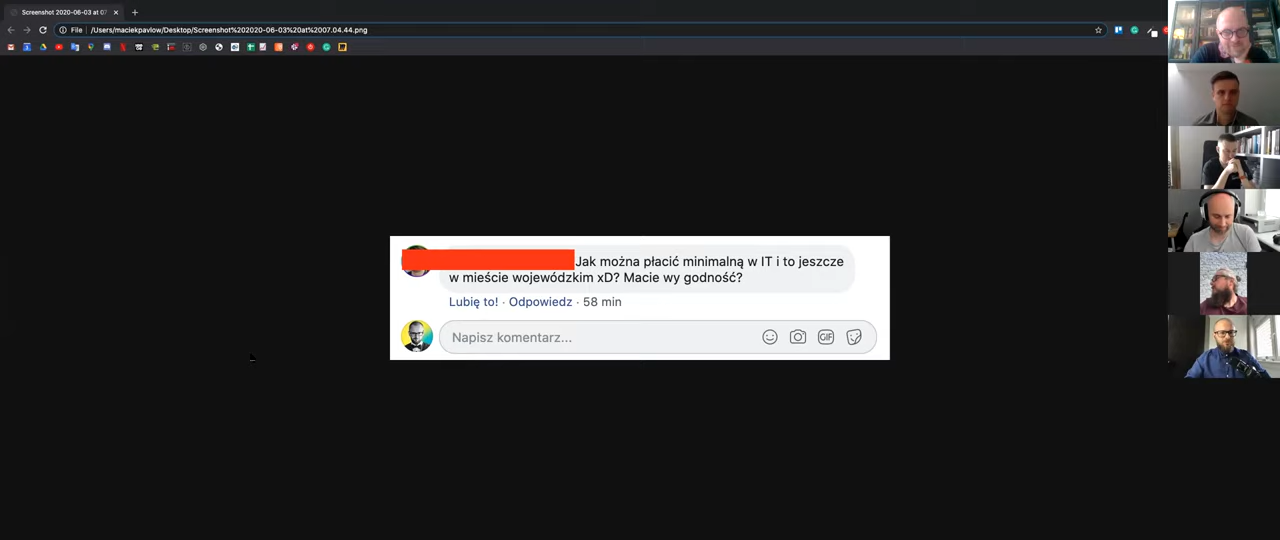 Screenshot 2020-06-03 at 07
File
/Users/maciekpavlow/Desktop/Screenshot%202020-06-03%20at%2007.04.44.png
Jak można płacić minimalną w IT i to jeszcze
w mieście wojewódzkim xD? Macie wy godność?
Lubię to! · Odpowiedz · 58 min
Napisz komentarz...
GIF